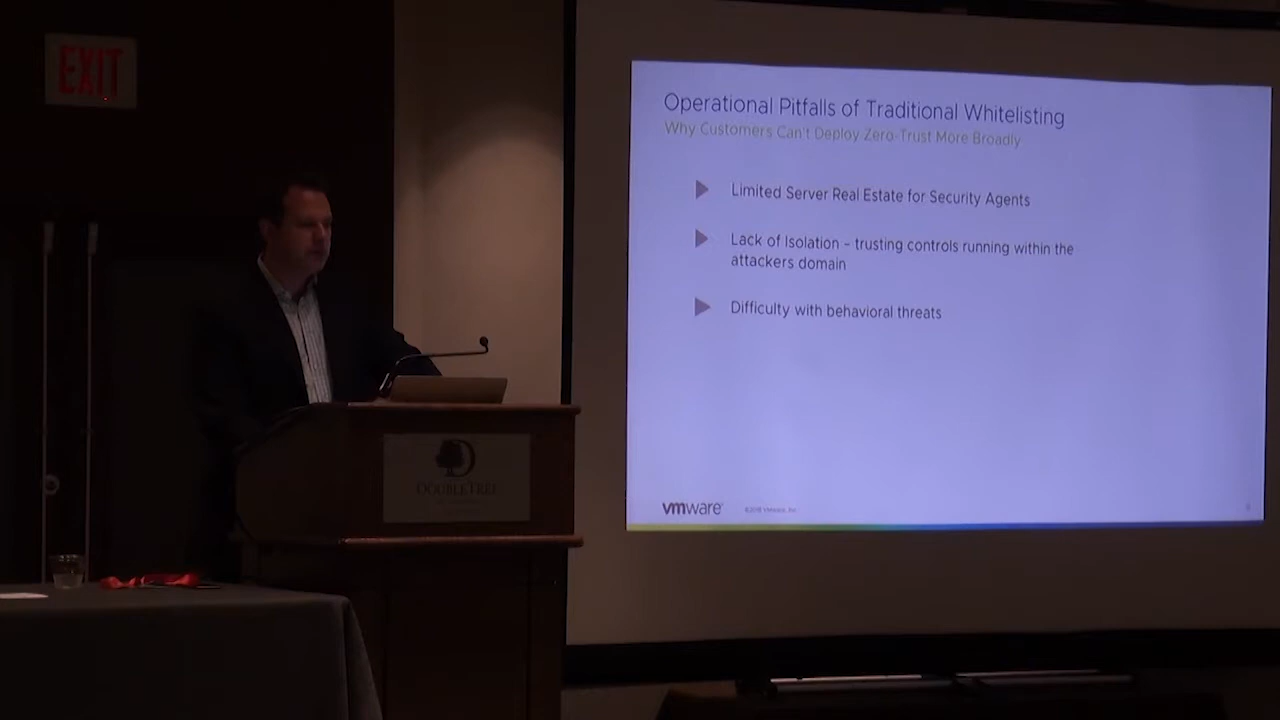 EXIT
Operational Pitfalls of Traditional Whitelisting
Why Customers Can't Deploy Zero-Trust More Broadly
Limited Server Real Estate for Security Agents
Lack of Isolation – trusting controls running within the
attackers domain
Difficulty with behavioral threats
vmware
DOUBLETREE